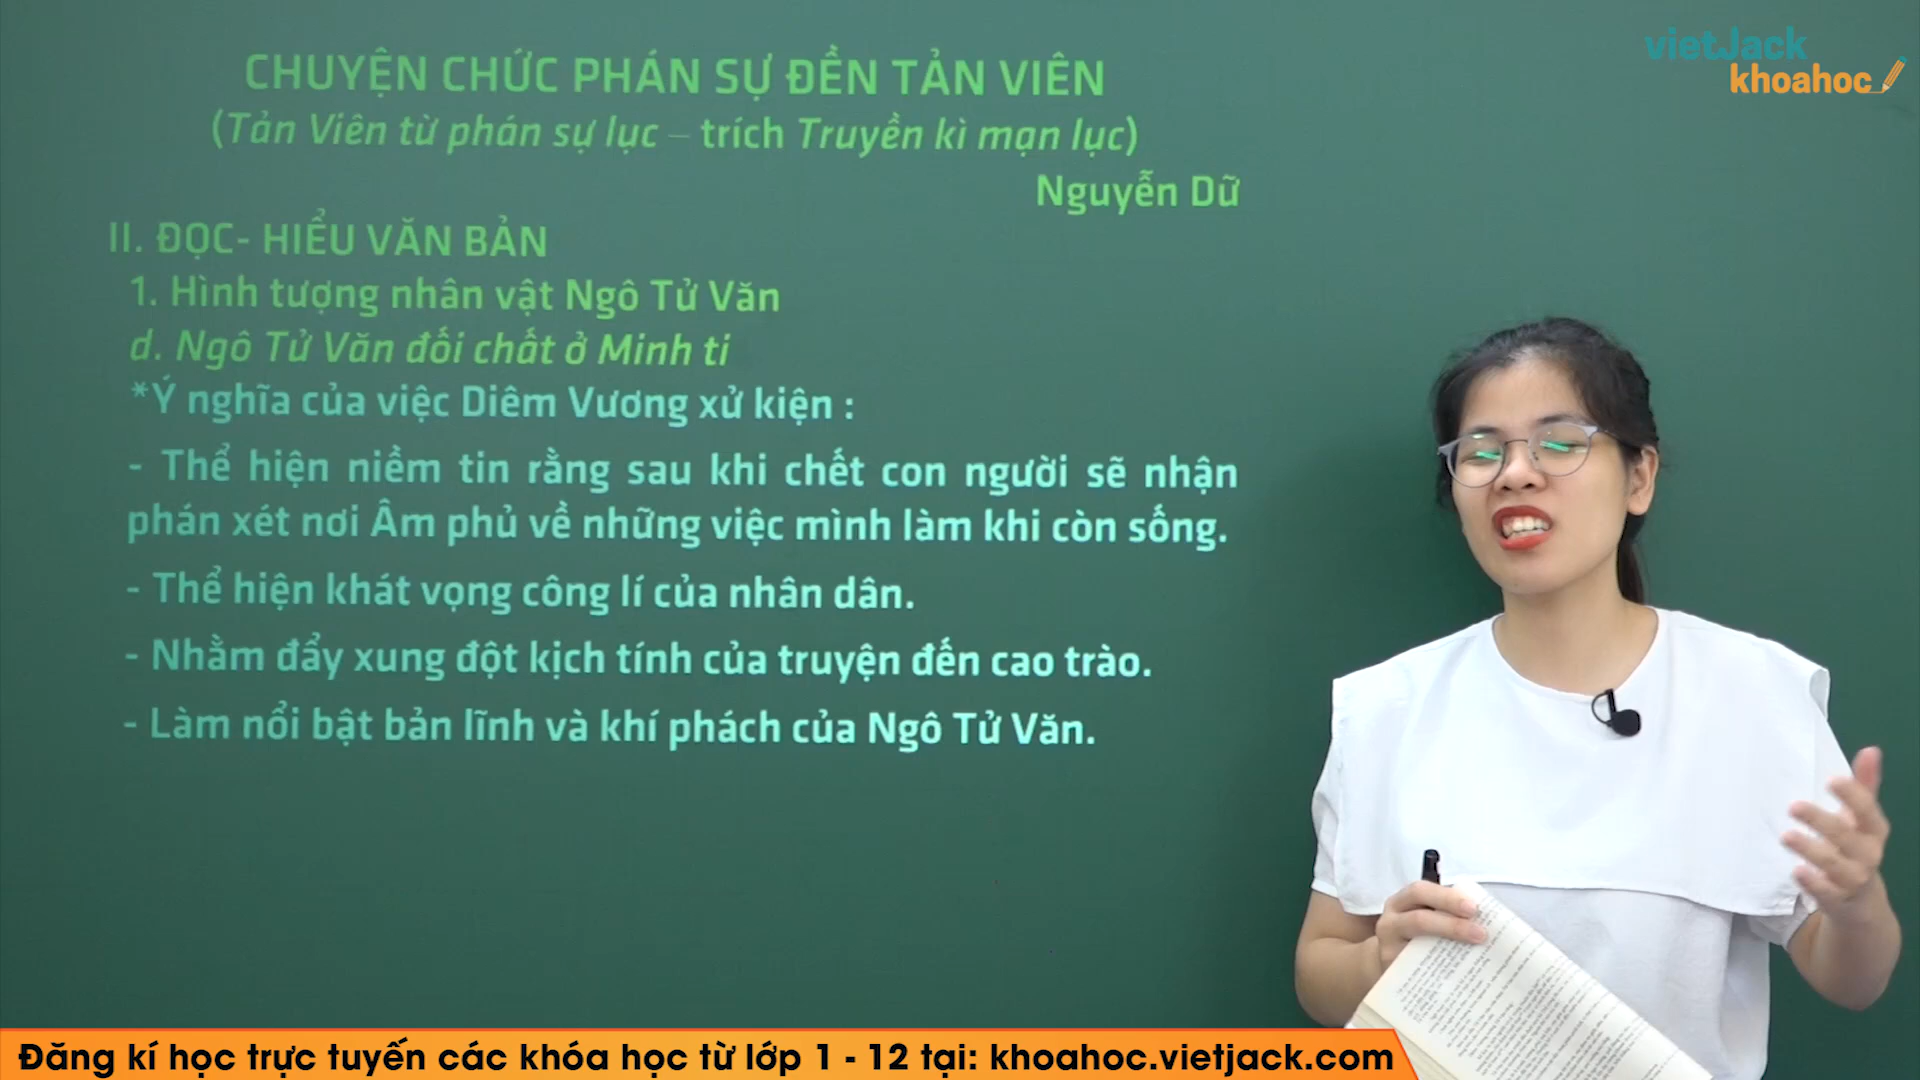 vietJack
khoahoc
CHUYỆN CHỨC PHÁN SỰ ĐỀN TẢN VIÊN
(Tản Viên từ phán sự lục – trích Truyền kì mạn lục)
Nguyễn Dữ
II. ĐỌC- HIỂU VĂN BẢN
1. Hình tượng nhân vật Ngô Tử Văn
d. Ngô Tử Văn đối chất ở Minh ti
*Ý nghĩa của việc Diêm Vương xử kiện :
- Thể hiện niềm tin rằng sau khi chết con người sẽ nhận
phán xét nơi Âm phủ về những việc mình làm khi còn sống.
- Thể hiện khát vọng công lí của nhân dân.
- Nhằm đẩy xung đột kịch tính của truyện đến cao trào.
- Làm nổi bật bản lĩnh và khí phách của Ngô Tử Văn.
Đăng kí học trực tuyến các khóa học từ lớp 1 - 12 tại: khoahoc.vietjack.com